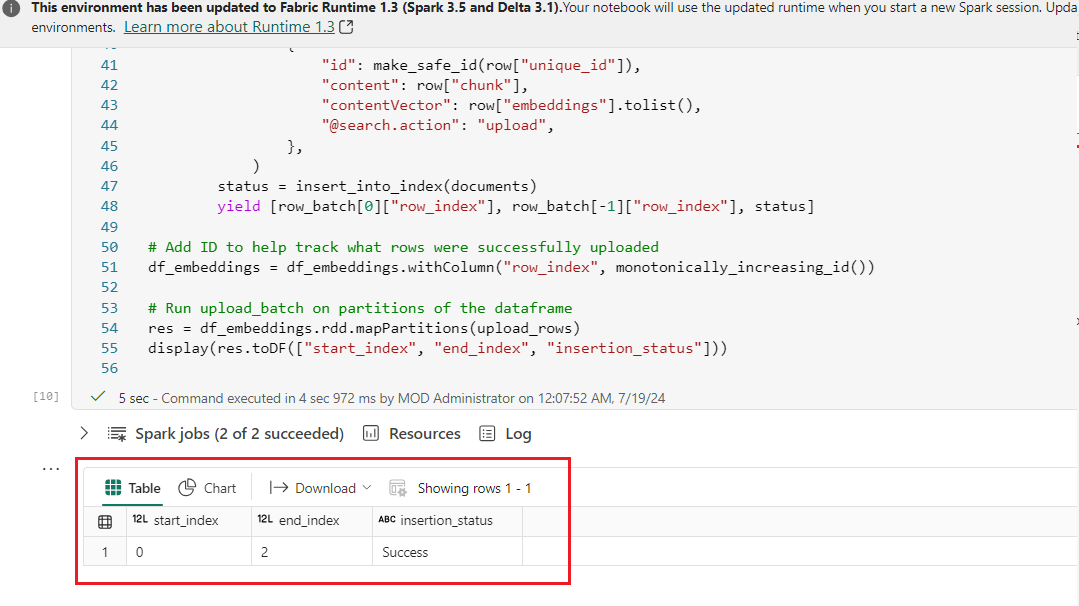 This environment has been updated to Fabric Runtime 1.3 (Spark 3.5 and Delta 3.1).Your notebook will use the updated runtime when you start a new Spark session. Upda
environments. Learn more about Runtime 1.3
{
41 "id": make_safe_id(row["unique_id"]),
42 "content": row["chunk"],
43 "contentVector": row["embeddings"].tolist(),
44 "@search.action": "upload",
45 },
46 )
47 status = insert_into_index(documents)
48 yield [row_batch[0]["row_index"], row_batch[-1]["row_index"], status]
49
50 # Add ID to help track what rows were successfully uploaded
51 df_embeddings = df_embeddings.withColumn("row_index", monotonically_increasing_id())
52
53 # Run upload_batch on partitions of the dataframe
54 res = df_embeddings.rdd.mapPartitions(upload_rows)
55 display(res.toDF(["start_index", "end_index", "insertion_status"]))
56
[10] 5 sec - Command executed in 4 sec 972 ms by MOD Administrator on 12:07:52 AM, 7/19/24
Spark jobs (2 of 2 succeeded) Resources Log
Table Chart Download Showing rows 1 - 1
12L start_index 12L end_index ABC insertion_status
1 0 2 Success